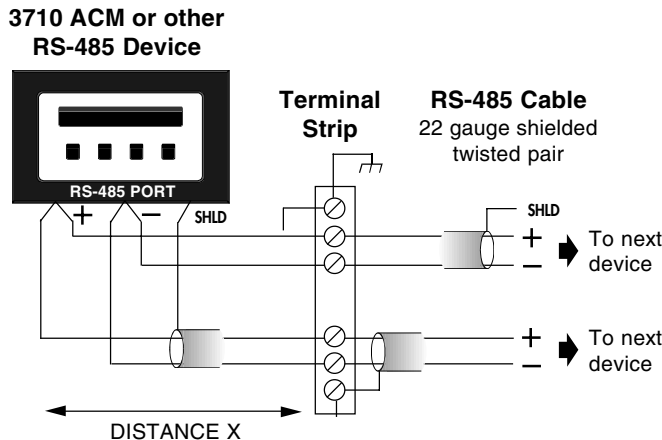 3710 ACM or other
RS-485 Device
Terminal
Strip
RS-485 Cable
22 gauge shielded
twisted pair
RS-485 PORT
+
−
SHLD
SHLD
+
−
To next
device
+
−
To next
device
DISTANCE X